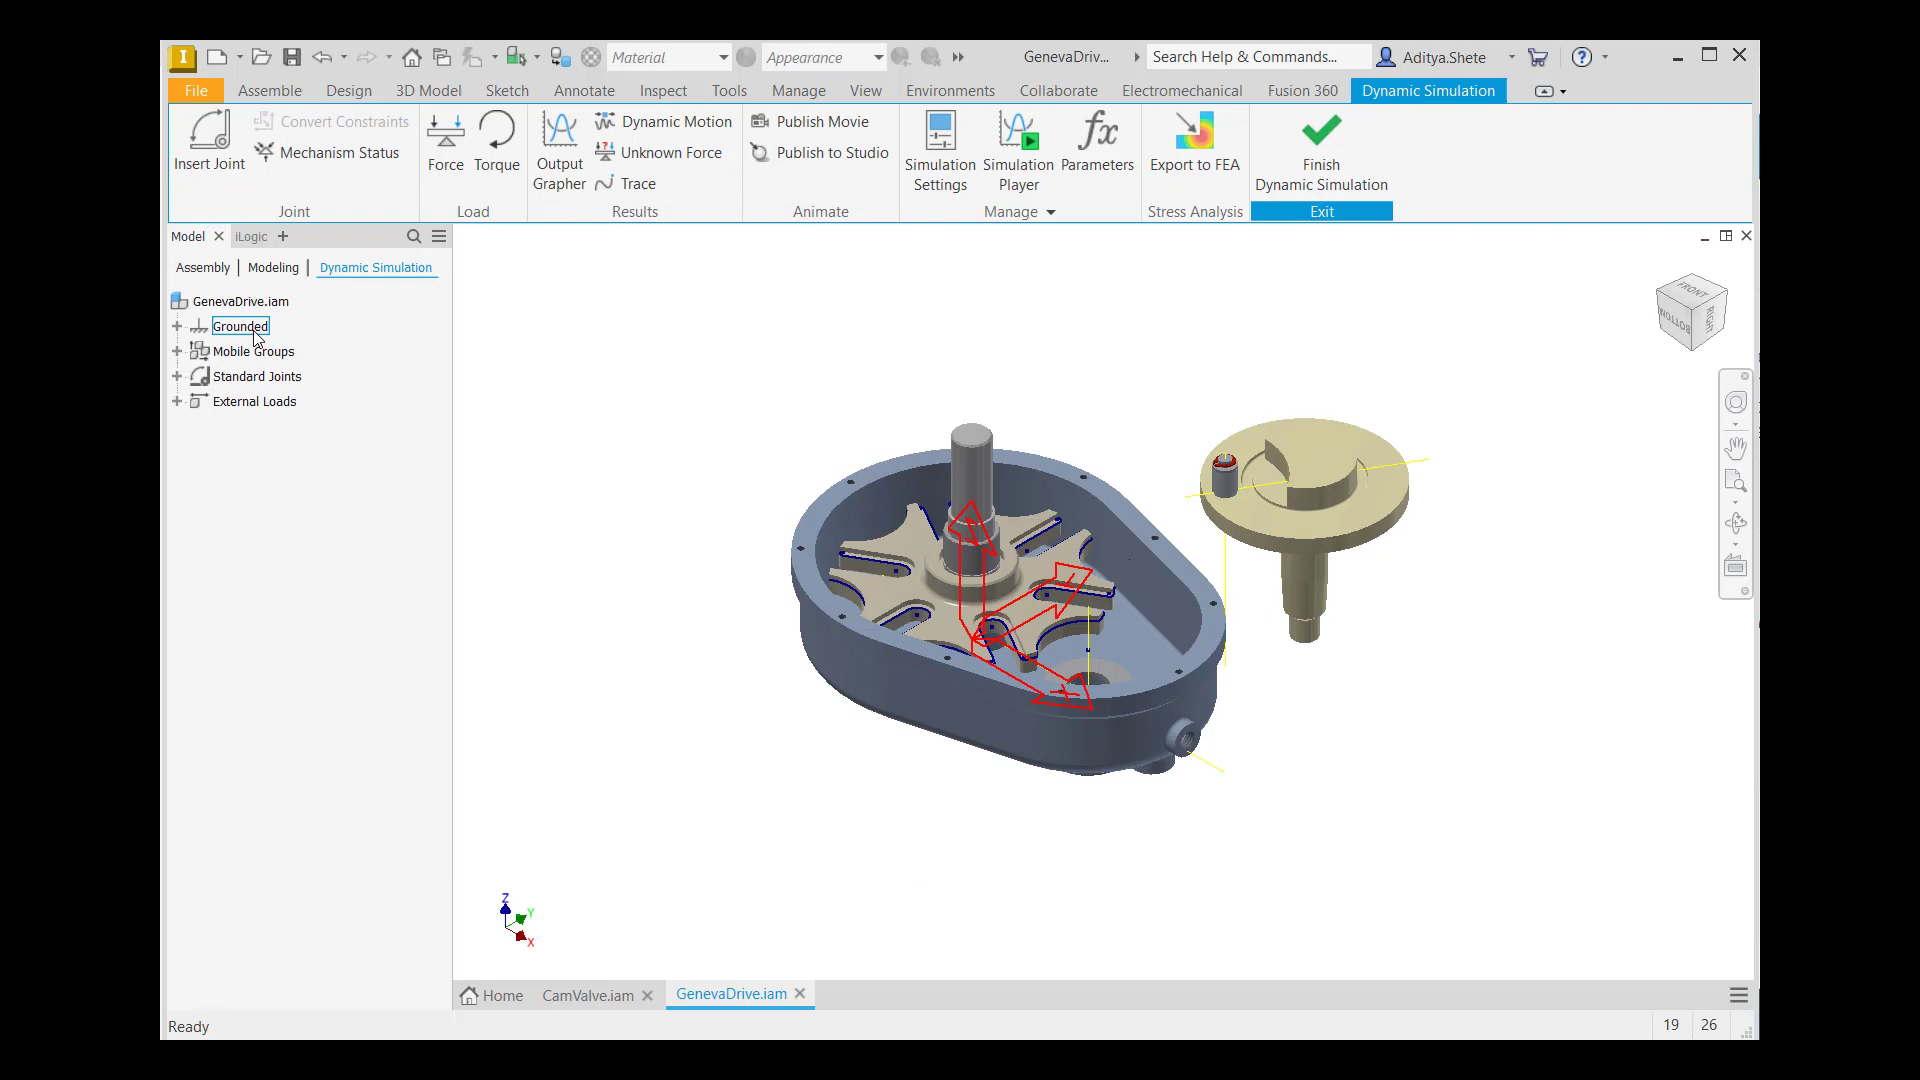 I
Material
Appearance
GenevaDriv...
Search Help & Commands...
Aditya.Shete
?
File
Assemble
Design
3D Model
Sketch
Annotate
Inspect
Tools
Manage
View
Environments
Collaborate
Electromechanical
Fusion 360
Dynamic Simulation
Insert Joint
Convert Constraints
Mechanism Status
Joint
Force
Torque
Load
Output
Grapher
Dynamic Motion
Unknown Force
Trace
Results
Publish Movie
Publish to Studio
Animate
Simulation
Settings
Simulation
Player
fx
Parameters
Manage
Export to FEA
Stress Analysis
Finish
Dynamic Simulation
Exit
Model
iLogic
Assembly
Modeling
Dynamic Simulation
GenevaDrive.iam
Grounded
Mobile Groups
Standard Joints
External Loads
FRONT
RIGHT
BOTTOM
Z
Y
X
Home
CamValve.iam
GenevaDrive.iam
Ready
19
26